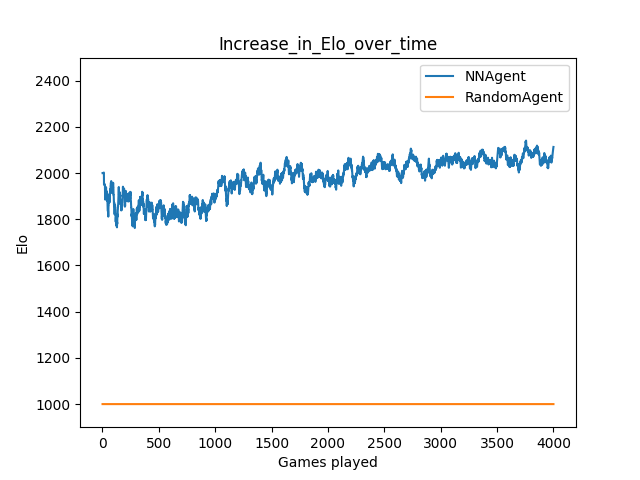 Increase_in_Elo_over_time
NNAgent
RandomAgent
2400
2200
2000
1800
1600
1400
1200
1000
Elo
0 500 1000 1500 2000 2500 3000 3500 4000
Games played